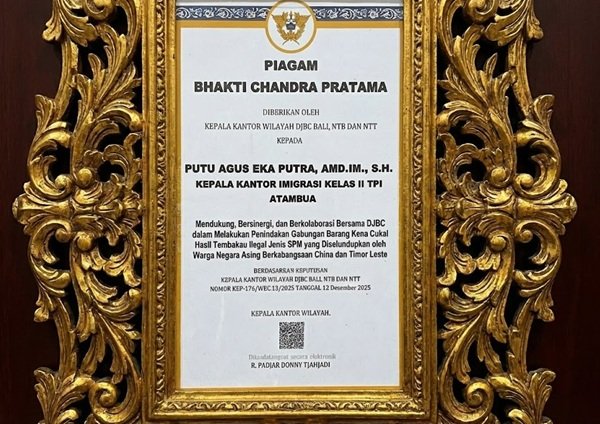 PIAGAM
BHAKTI CHANDRA PRATAMA
DIBERIKAN OLEH
KEPALA KANTOR WILAYAH DJBC BALI, NTB DAN NTT
KEPADA
PUTU AGUS EKA PUTRA, AMD.IM., S.H.
KEPALA KANTOR IMIGRASI KELAS II TPI
ATAMBUA
Mendukung, Bersinergi, dan Berkolaborasi Bersama DJBC
dalam Melakukan Penindakan Gabungan Barang Kena Cukai
Hasil Tembakau Ilegal Jenis SPM yang Diselundupkan oleh
Warga Negara Asing Berkabangsaan China dan Timor Leste
BERDASARKAN KEPUTUSAN
KEPALA KANTOR WILAYAH DJBC BALI, NTB DAN NTT
NOMOR KEP-176/WBC.13/2025 TANGGAL 12 Desember 2025
KEPALA KANTOR WILAYAH.
Ditandatangani secara elektronik
R. PADJAR DONNY TJAHJADI